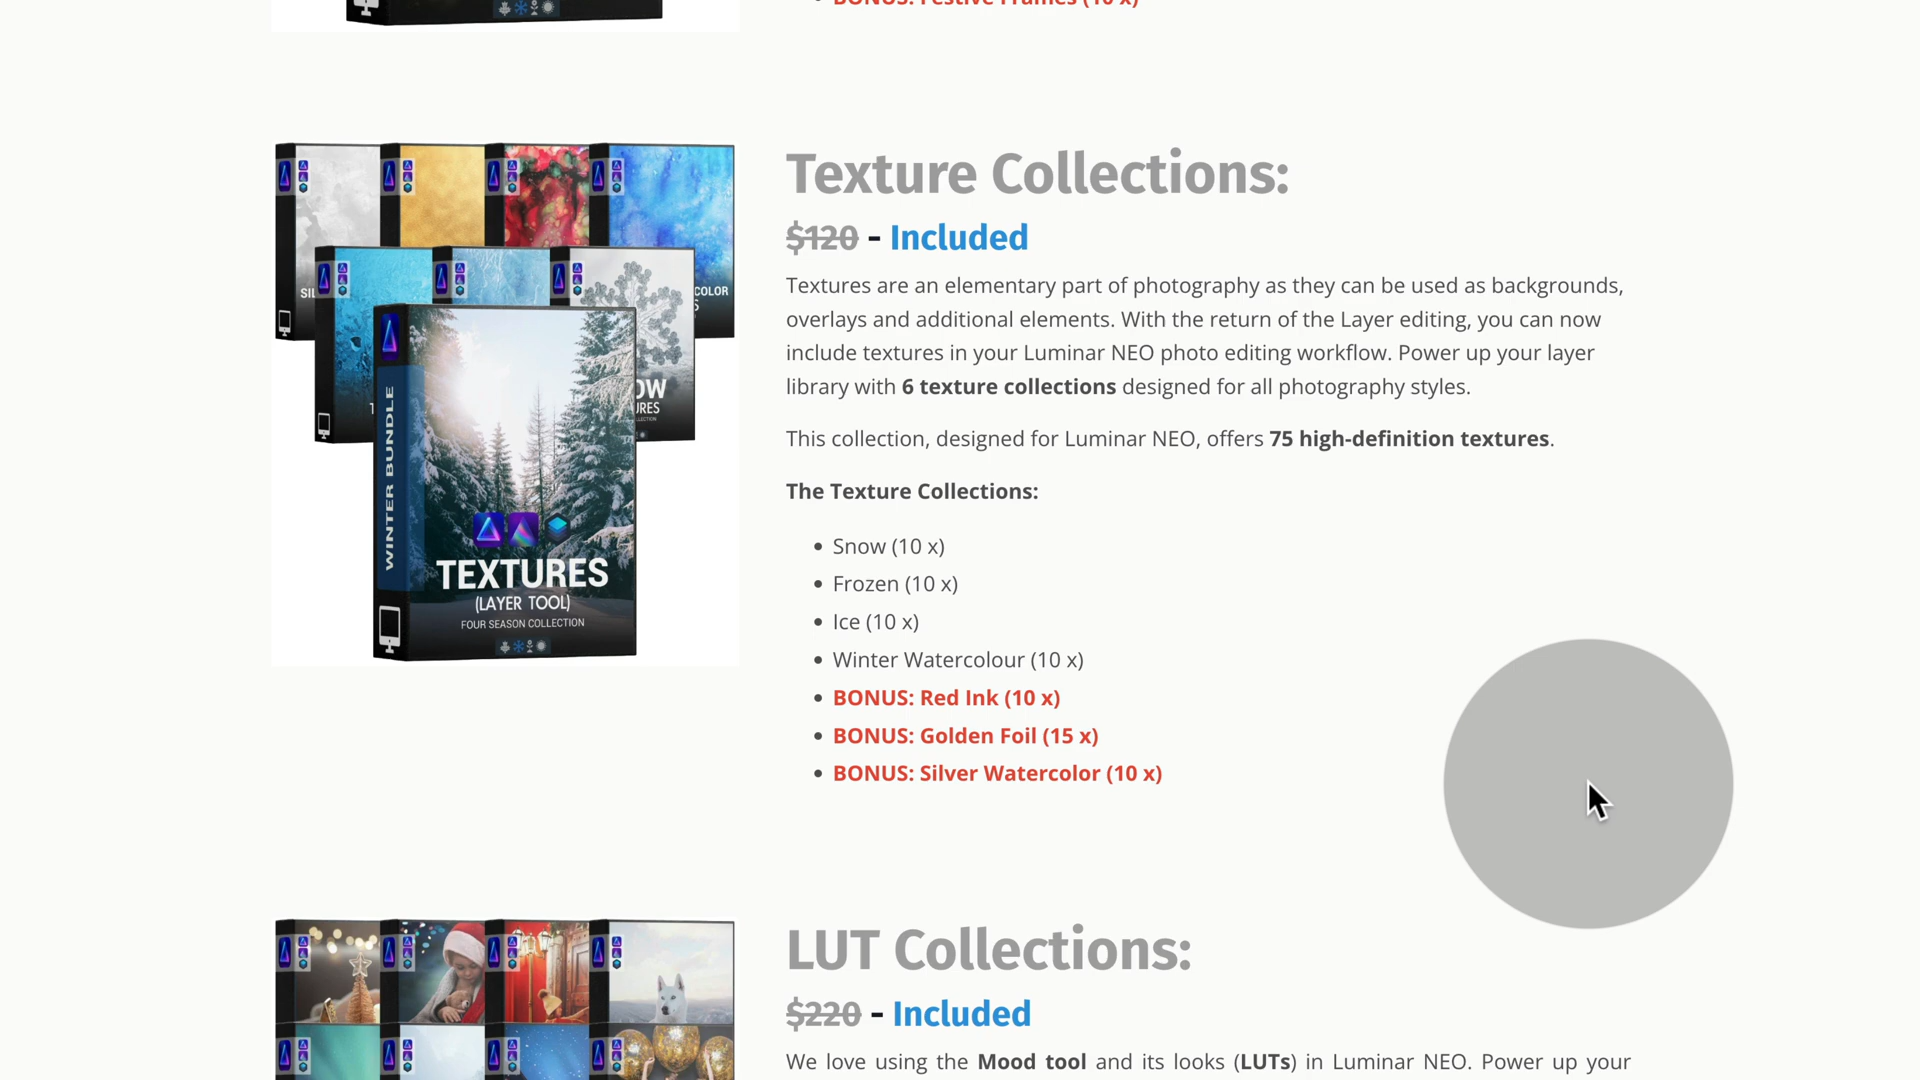 BONUS: Festive Frames (10 x)
Texture Collections:
$120 - Included
Textures are an elementary part of photography as they can be used as backgrounds,
overlays and additional elements. With the return of the Layer editing, you can now
include textures in your Luminar NEO photo editing workflow. Power up your layer
library with 6 texture collections designed for all photography styles.
This collection, designed for Luminar NEO, offers 75 high-definition textures.
The Texture Collections:
Snow (10 x)
Frozen (10 x)
Ice (10 x)
Winter Watercolour (10 x)
BONUS: Red Ink (10 x)
BONUS: Golden Foil (15 x)
BONUS: Silver Watercolor (10 x)
WINTER BUNDLE
TEXTURES
(LAYER TOOL)
FOUR SEASON COLLECTION
LUT Collections:
$220 - Included
We love using the Mood tool and its looks (LUTs) in Luminar NEO. Power up your